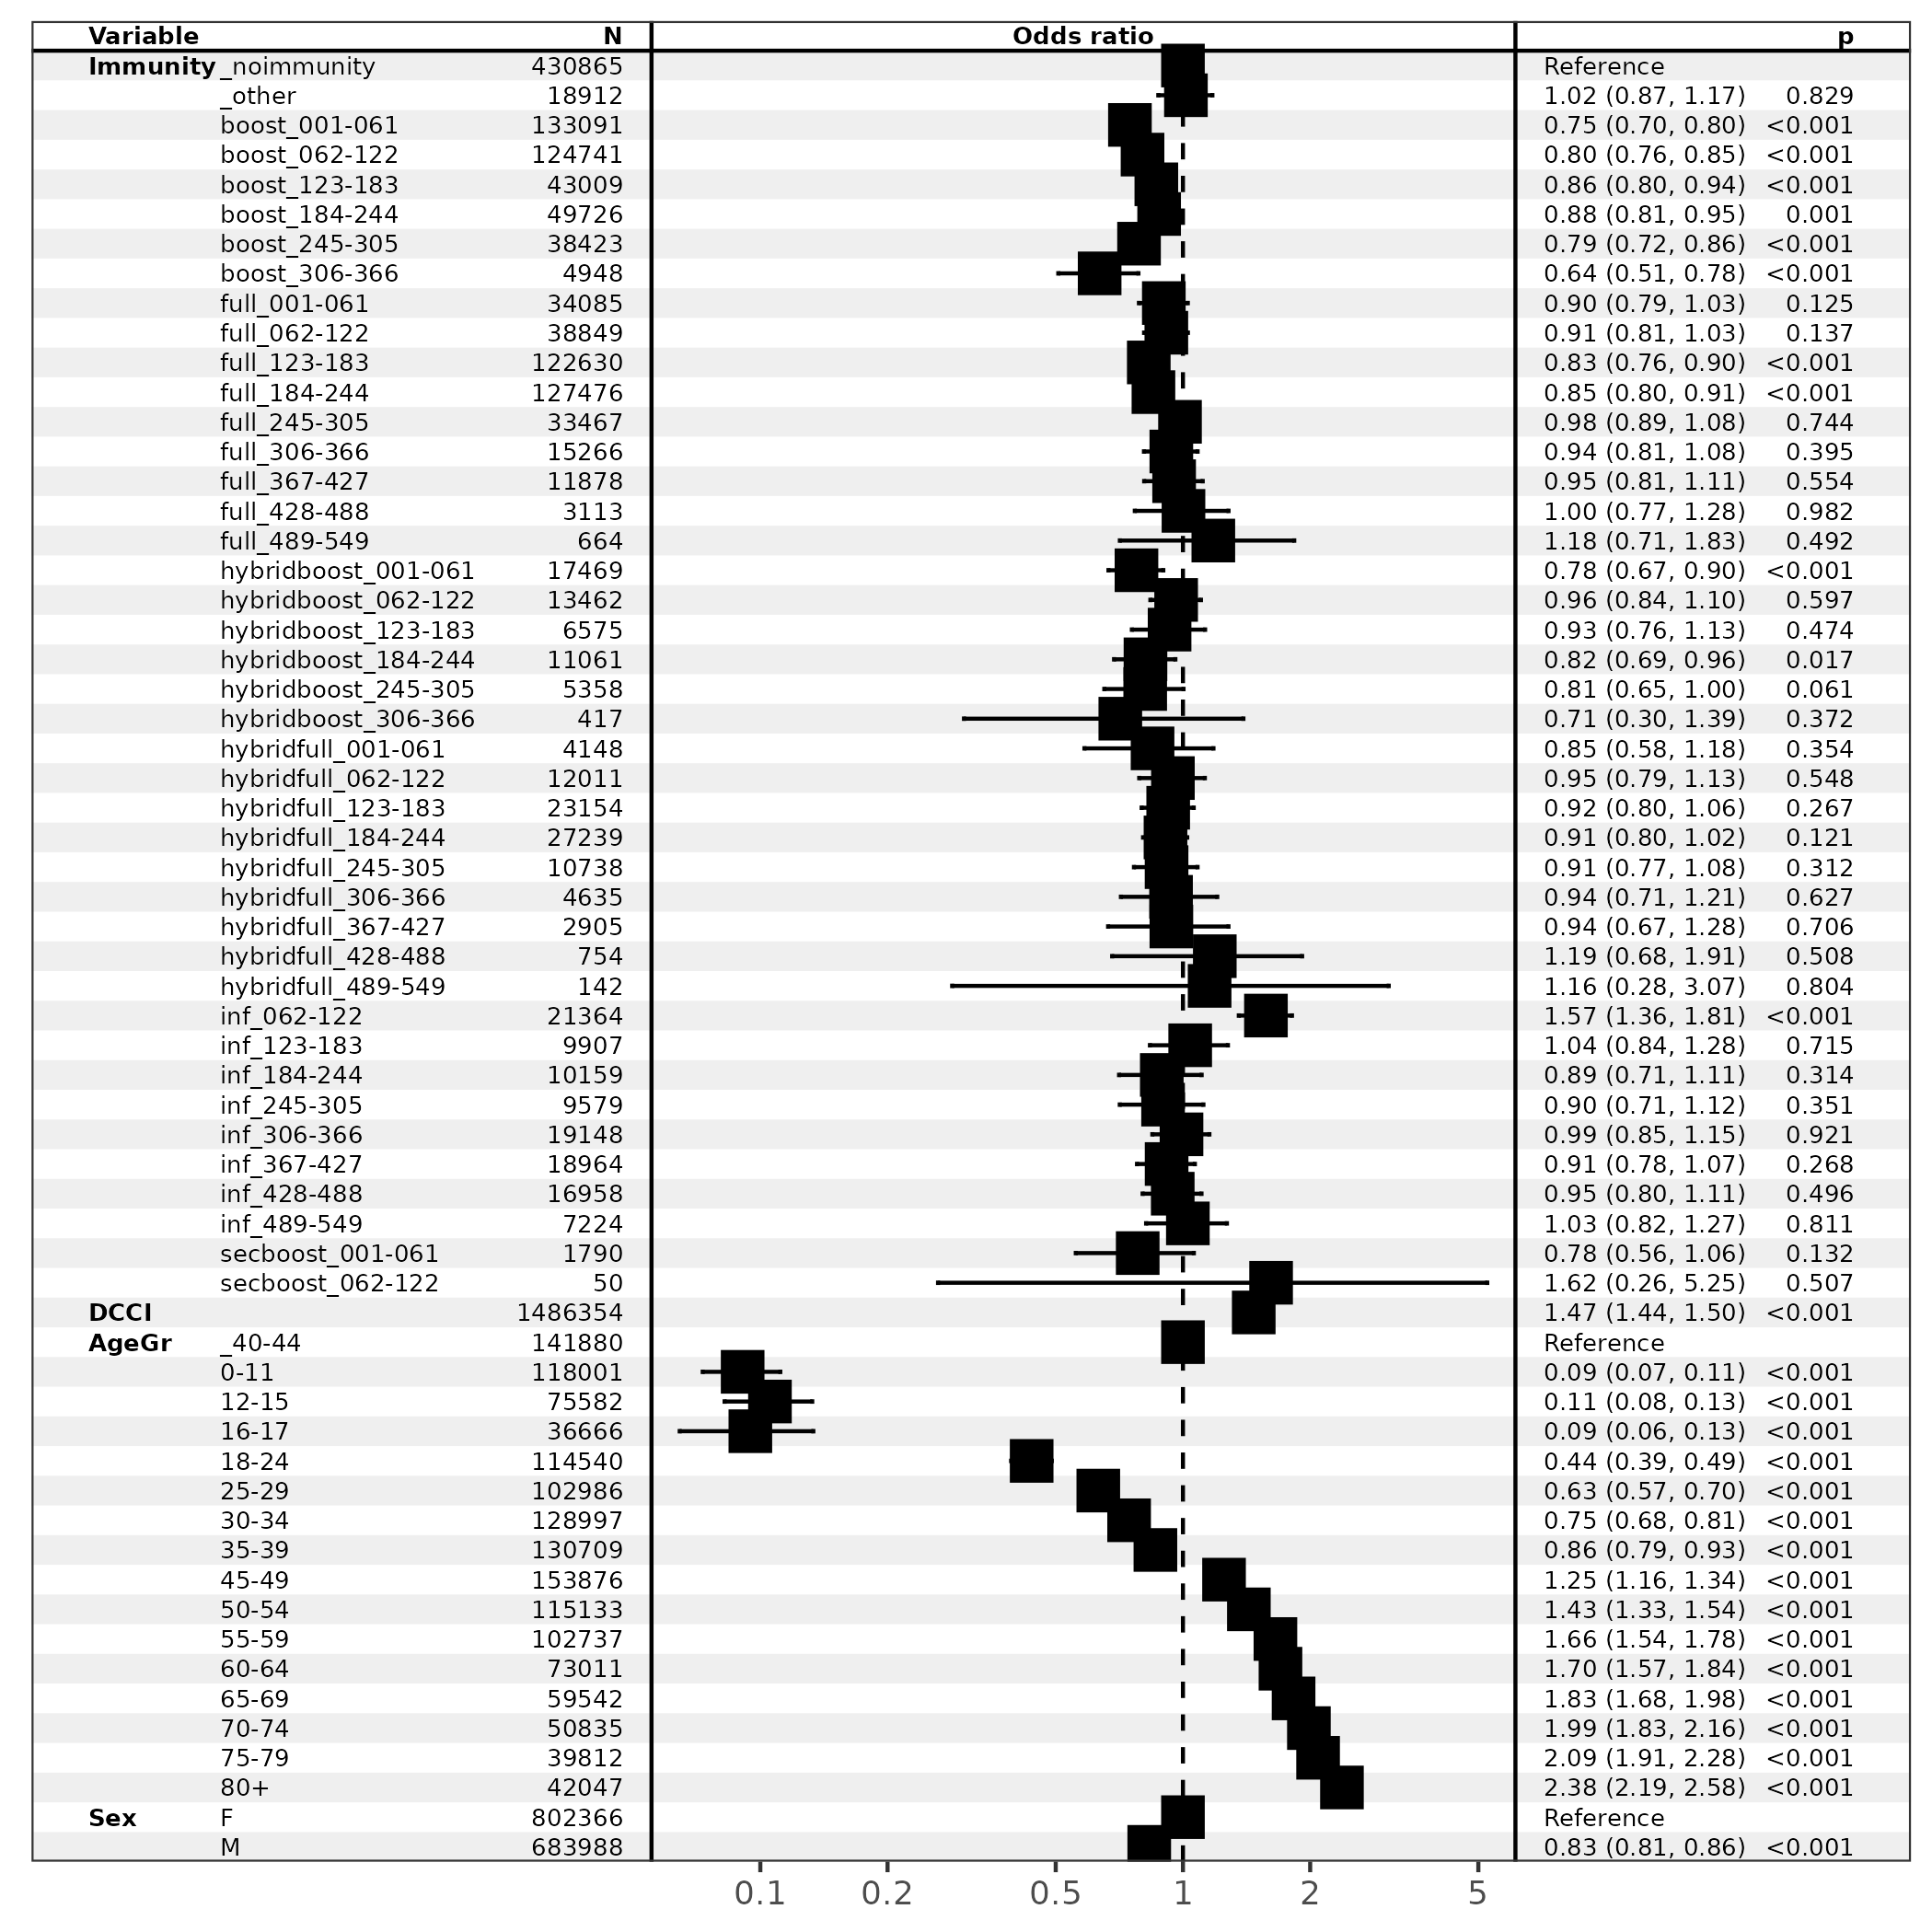 Variable N Odds ratio p
Immunity _noimmunity 430865 Reference
_other 18912 1.02 (0.87, 1.17) 0.829
boost_001-061 133091 0.75 (0.70, 0.80) <0.001
boost_062-122 124741 0.80 (0.76, 0.85) <0.001
boost_123-183 43009 0.86 (0.80, 0.94) <0.001
boost_184-244 49726 0.88 (0.81, 0.95) 0.001
boost_245-305 38423 0.79 (0.72, 0.86) <0.001
boost_306-366 4948 0.64 (0.51, 0.78) <0.001
full_001-061 34085 0.90 (0.79, 1.03) 0.125
full_062-122 38849 0.91 (0.81, 1.03) 0.137
full_123-183 122630 0.83 (0.76, 0.90) <0.001
full_184-244 127476 0.85 (0.80, 0.91) <0.001
full_245-305 33467 0.98 (0.89, 1.08) 0.744
full_306-366 15266 0.94 (0.81, 1.08) 0.395
full_367-427 11878 0.95 (0.81, 1.11) 0.554
full_428-488 3113 1.00 (0.77, 1.28) 0.982
full_489-549 664 1.18 (0.71, 1.83) 0.492
hybridboost_001-061 17469 0.78 (0.67, 0.90) <0.001
hybridboost_062-122 13462 0.96 (0.84, 1.10) 0.597
hybridboost_123-183 6575 0.93 (0.76, 1.13) 0.474
hybridboost_184-244 11061 0.82 (0.69, 0.96) 0.017
hybridboost_245-305 5358 0.81 (0.65, 1.00) 0.061
hybridboost_306-366 417 0.71 (0.30, 1.39) 0.372
hybridfull_001-061 4148 0.85 (0.58, 1.18) 0.354
hybridfull_062-122 12011 0.95 (0.79, 1.13) 0.548
hybridfull_123-183 23154 0.92 (0.80, 1.06) 0.267
hybridfull_184-244 27239 0.91 (0.80, 1.02) 0.121
hybridfull_245-305 10738 0.91 (0.77, 1.08) 0.312
hybridfull_306-366 4635 0.94 (0.71, 1.21) 0.627
hybridfull_367-427 2905 0.94 (0.67, 1.28) 0.706
hybridfull_428-488 754 1.19 (0.68, 1.91) 0.508
hybridfull_489-549 142 1.16 (0.28, 3.07) 0.804
inf_062-122 21364 1.57 (1.36, 1.81) <0.001
inf_123-183 9907 1.04 (0.84, 1.28) 0.715
inf_184-244 10159 0.89 (0.71, 1.11) 0.314
inf_245-305 9579 0.90 (0.71, 1.12) 0.351
inf_306-366 19148 0.99 (0.85, 1.15) 0.921
inf_367-427 18964 0.91 (0.78, 1.07) 0.268
inf_428-488 16958 0.95 (0.80, 1.11) 0.496
inf_489-549 7224 1.03 (0.82, 1.27) 0.811
secboost_001-061 1790 0.78 (0.56, 1.06) 0.132
secboost_062-122 50 1.62 (0.26, 5.25) 0.507
DCCI 1486354 1.47 (1.44, 1.50) <0.001
AgeGr _40-44 141880 Reference
0-11 118001 0.09 (0.07, 0.11) <0.001
12-15 75582 0.11 (0.08, 0.13) <0.001
16-17 36666 0.09 (0.06, 0.13) <0.001
18-24 114540 0.44 (0.39, 0.49) <0.001
25-29 102986 0.63 (0.57, 0.70) <0.001
30-34 128997 0.75 (0.68, 0.81) <0.001
35-39 130709 0.86 (0.79, 0.93) <0.001
45-49 153876 1.25 (1.16, 1.34) <0.001
50-54 115133 1.43 (1.33, 1.54) <0.001
55-59 102737 1.66 (1.54, 1.78) <0.001
60-64 73011 1.70 (1.57, 1.84) <0.001
65-69 59542 1.83 (1.68, 1.98) <0.001
70-74 50835 1.99 (1.83, 2.16) <0.001
75-79 39812 2.09 (1.91, 2.28) <0.001
80+ 42047 2.38 (2.19, 2.58) <0.001
Sex F 802366 Reference
M 683988 0.83 (0.81, 0.86) <0.001
0.1 0.2 0.5 1 2 5